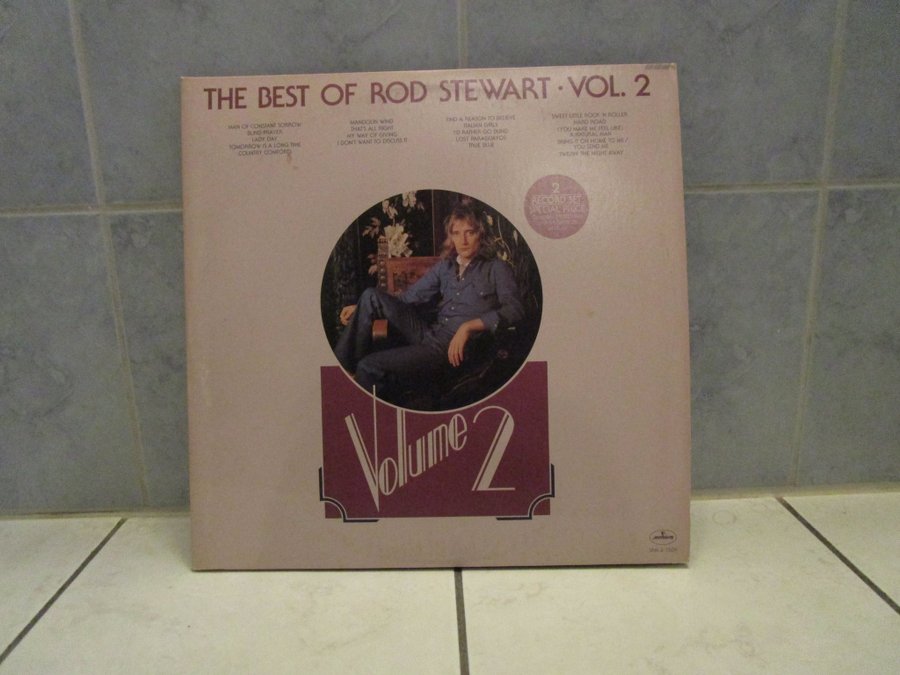 THE BEST OF ROD STEWART · VOL. 2
MAN OF CONSTANT SORROW
BLIND PRAYER
LADY DAY
TOMORROW IS A LONG TIME
COUNTRY COMFORT
MANDOLIN WIND
THAT'S ALL RIGHT
MY WAY OF GIVING
I DON'T WANT TO DISCUSS IT
FIND A REASON TO BELIEVE
ITALIAN GIRLS
I'D RATHER GO BLIND
LOST PARAGUAYOS
TRUE BLUE
SWEET LITTLE ROCK 'N ROLLER
HARD ROAD
(YOU MAKE ME FEEL LIKE)
A NATURAL MAN
BRING IT ON HOME TO ME/
YOU SEND ME
TWISTIN' THE NIGHT AWAY
2
RECORD SET
SPECIAL PRICE
Volume 2
mercury